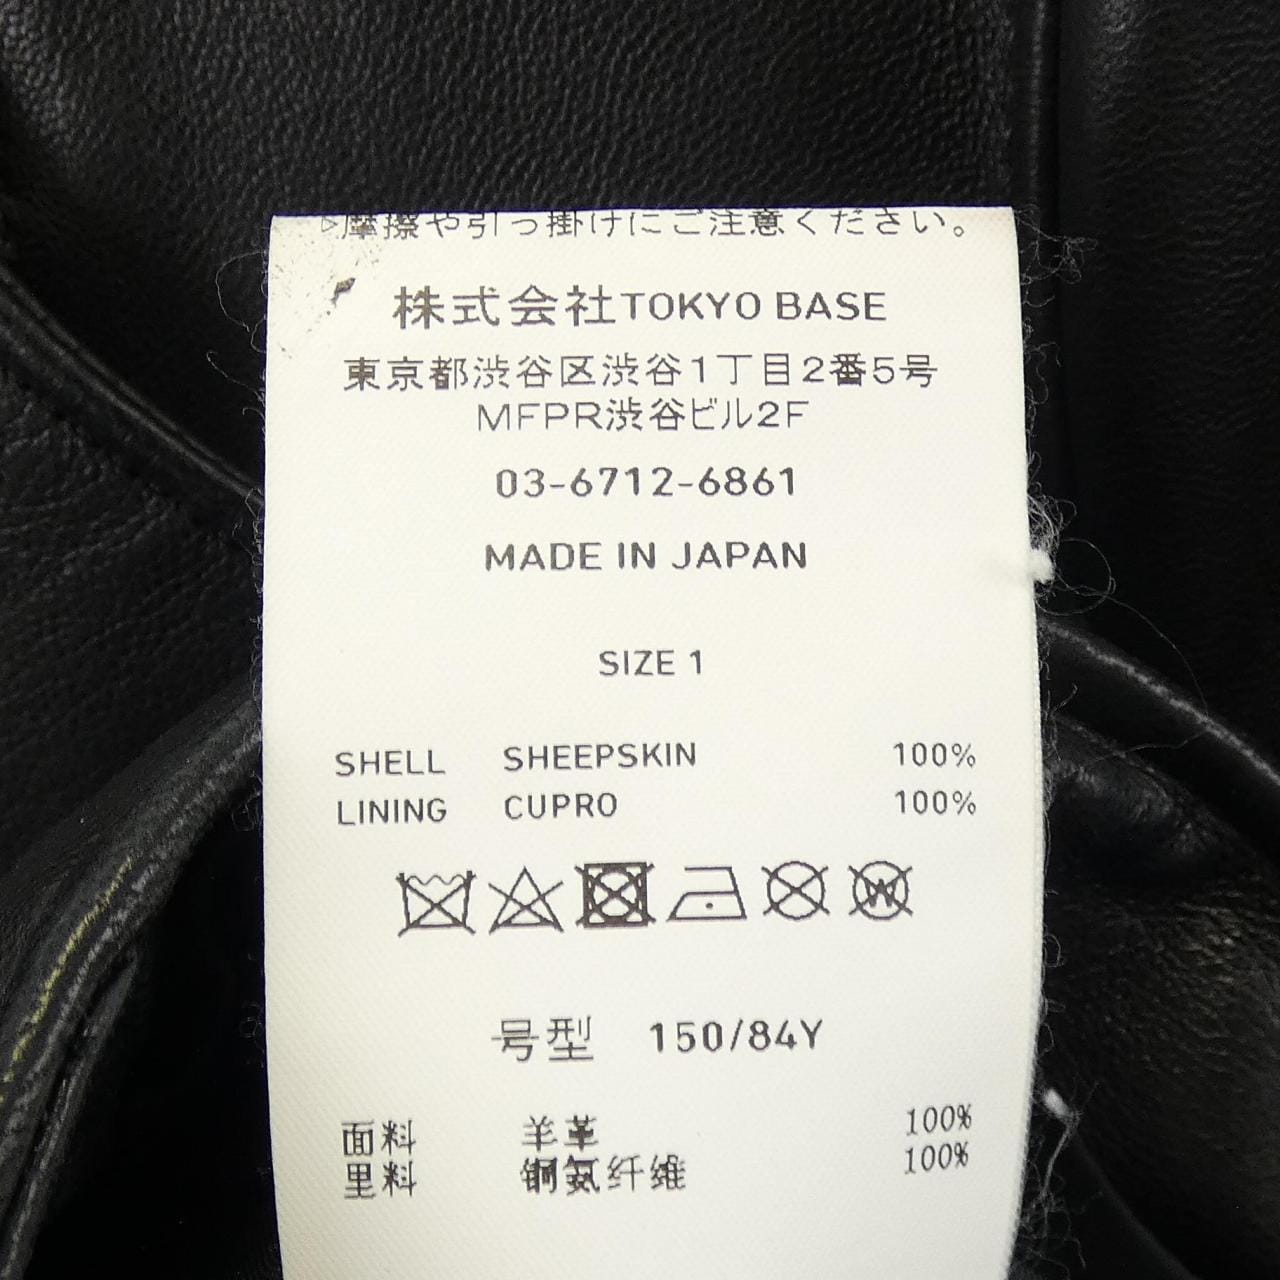 ▷摩擦や引っ掛けにご注意ください。
株式会社TOKYO BASE
東京都渋谷区渋谷1丁目2番5号
MFPR渋谷ビル2F
03-6712-6861
MADE IN JAPAN
SIZE 1
SHELL SHEEPSKIN 100%
LINING CUPRO 100%
W
号型 150/84Y
面料 羊革 100%
里料 铜氨纤维 100%